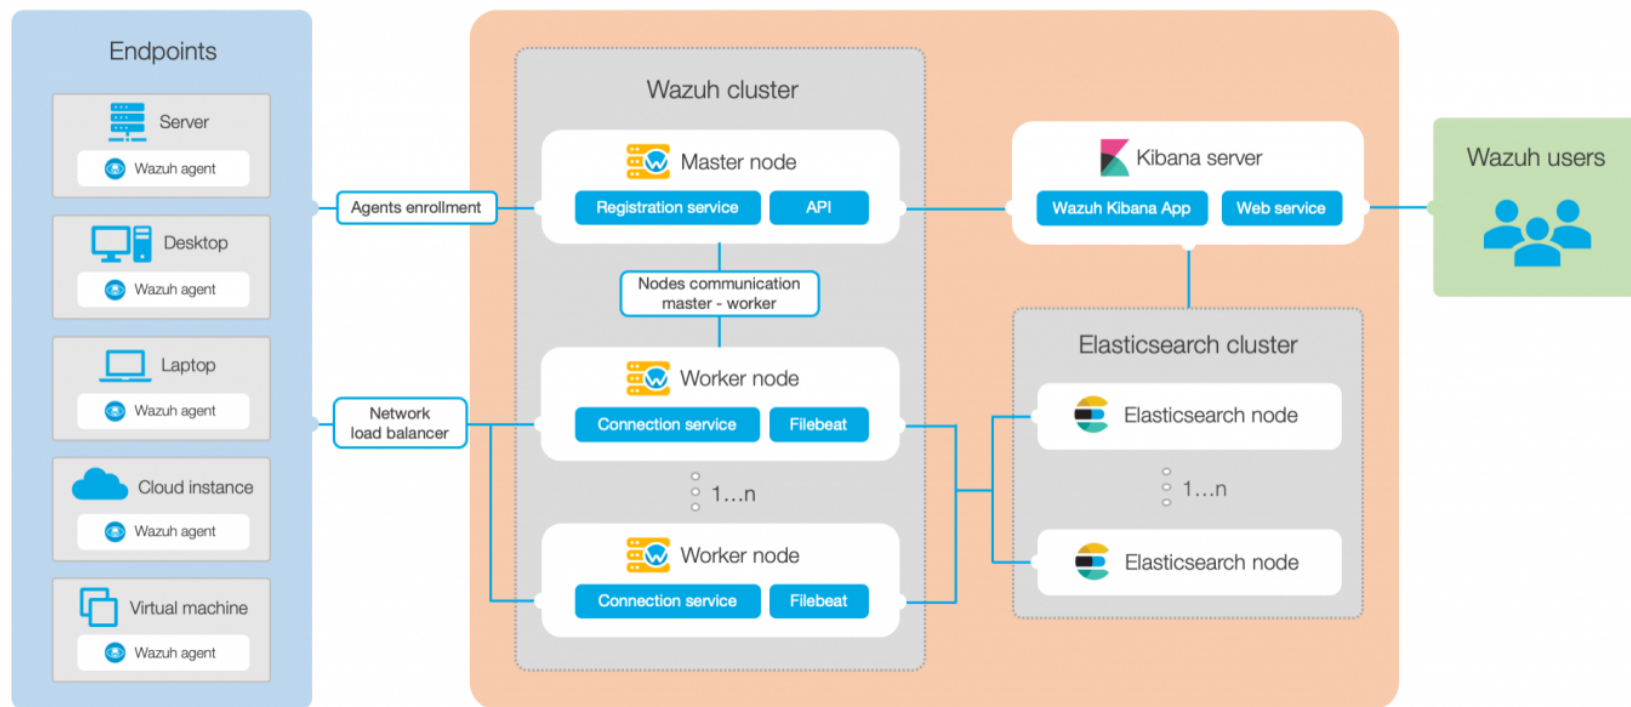 Endpoints
Server
Wazuh agent
Desktop
Wazuh agent
Laptop
Wazuh agent
Cloud instance
Wazuh agent
Virtual machine
Wazuh agent
Agents enrollment
Network
load balancer
Wazuh cluster
Master node
Registration service
API
Nodes communication
master - worker
Worker node
Connection service
Filebeat
1...n
Worker node
Connection service
Filebeat
Kibana server
Wazuh Kibana App
Web service
Elasticsearch cluster
Elasticsearch node
1...n
Elasticsearch node
Wazuh users